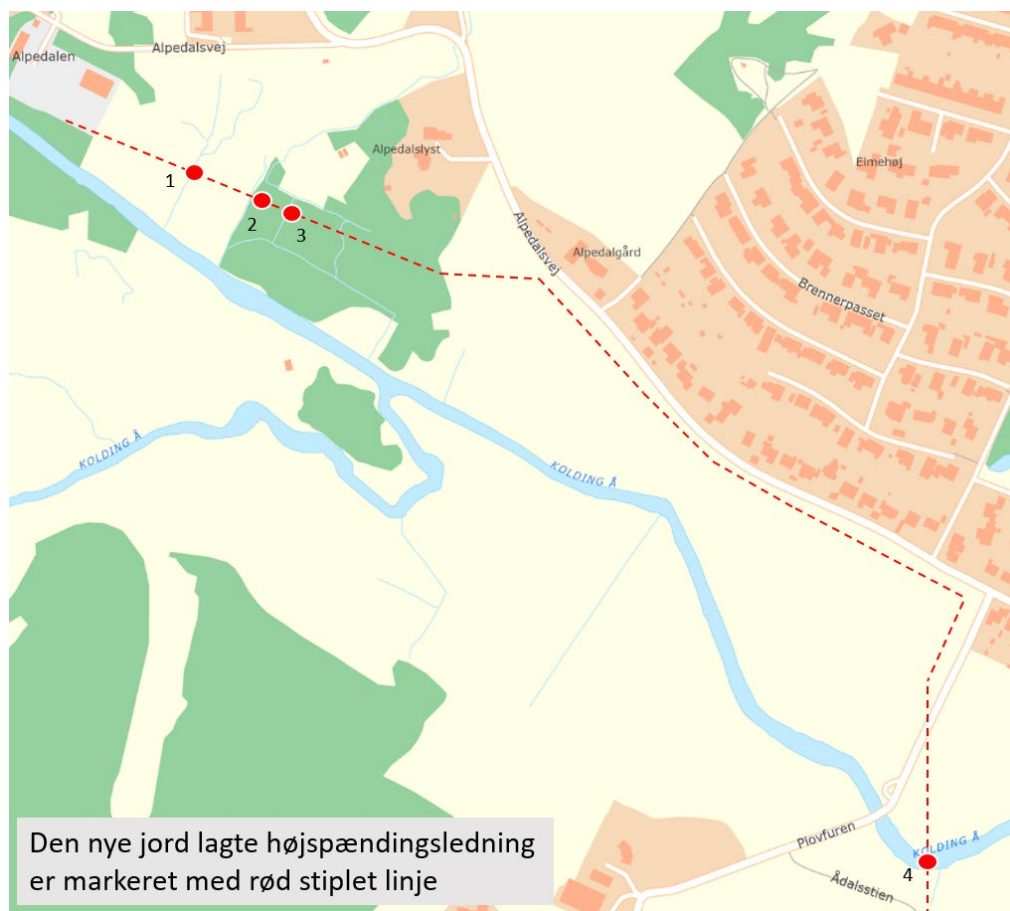 Alpedalen
Alpedalsvej
Alpedalslyst
Elmehøj
1
2
3
Alpedalsvej
Alpedalgård
Brennerpasset
KOLDING Å
KOLDING Å
Plovfuren
KOLDING Å
Ådalsstien
4
Den nye jord lagte højspændingsledning
er markeret med rød stiplet linje